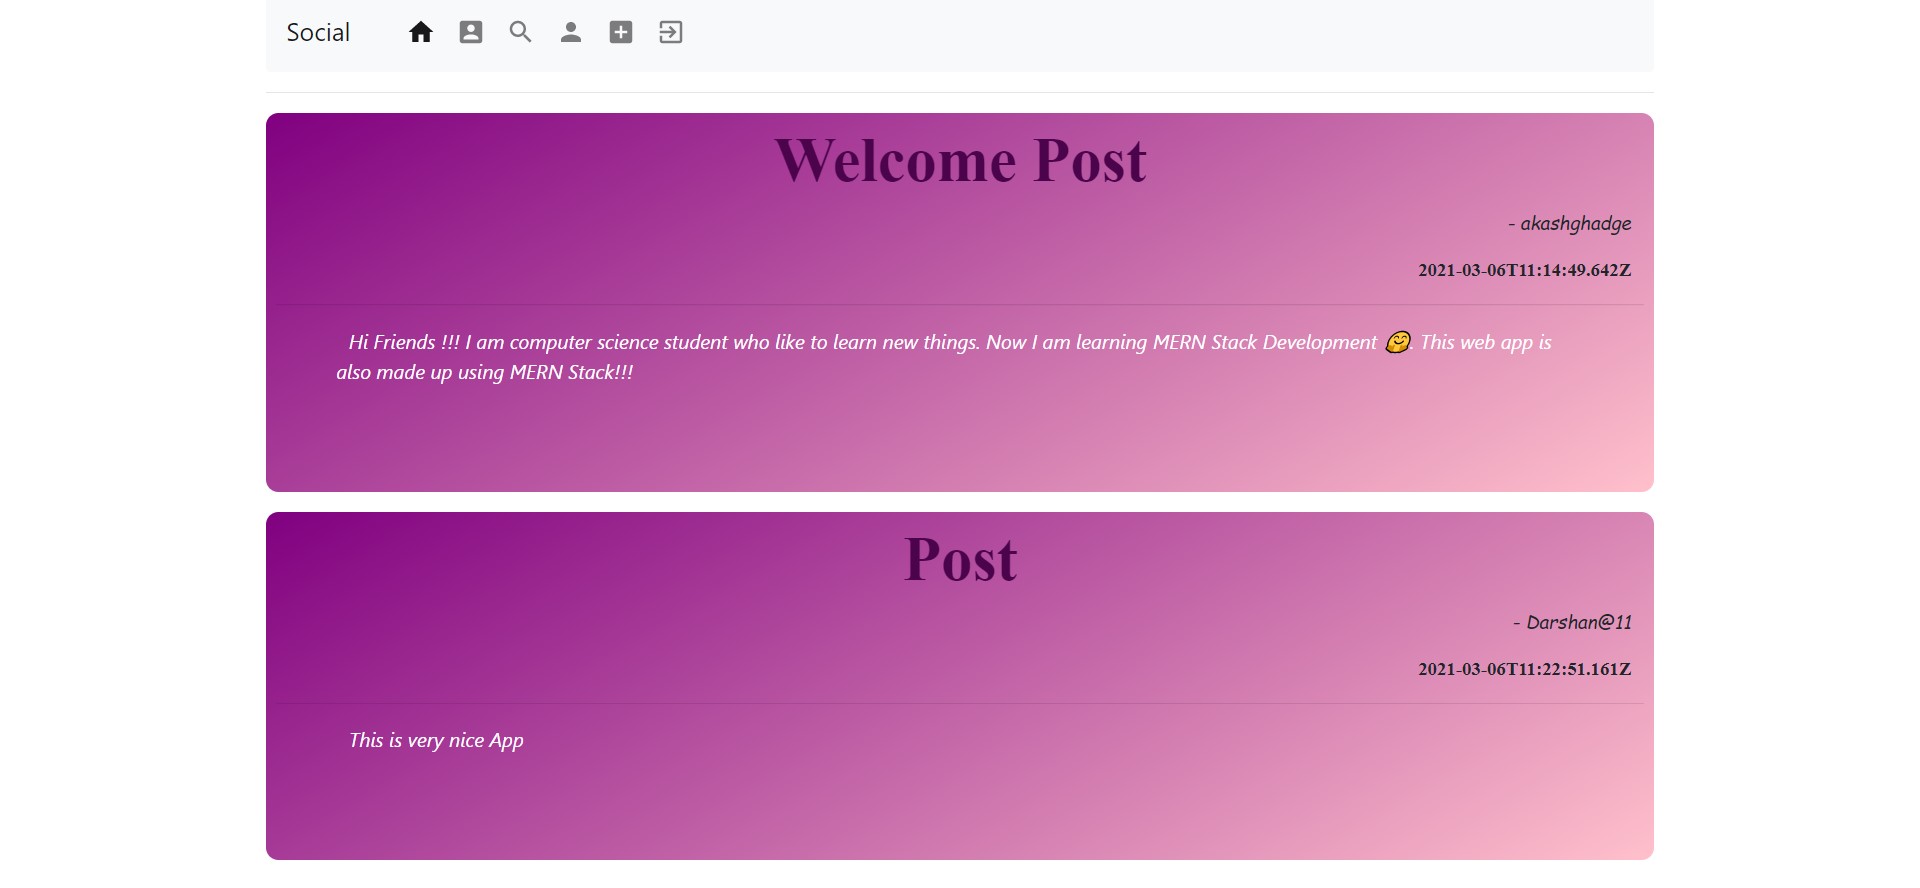 Social
Welcome Post
- akashghadge
2021-03-06T11:14:49.642Z
Hi Friends !!! I am computer science student who like to learn new things. Now I am learning MERN Stack Development 🤗. This web app is
also made up using MERN Stack!!!
Post
- Darshan@11
2021-03-06T11:22:51.161Z
This is very nice App